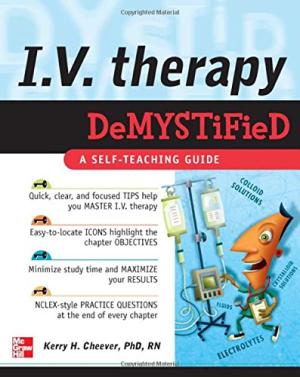 I.V. therapy
DeMYSTiFieD
A SELF-TEACHING GUIDE
Quick, clear, and focused TIPS help
you MASTER I.V. therapy
Easy-to-locate ICONS highlight the
chapter OBJECTIVES
Minimize study time and MAXIMIZE
your RESULTS
NCLEX-style PRACTICE QUESTIONS
at the end of every chapter
COLLOID
SOLUTIONS
CRYSTALLOID
SOLUTIONS
FLUIDS
ELECTROLYTES
Mc
Graw
Hill
Kerry H. Cheever, PhD, RN